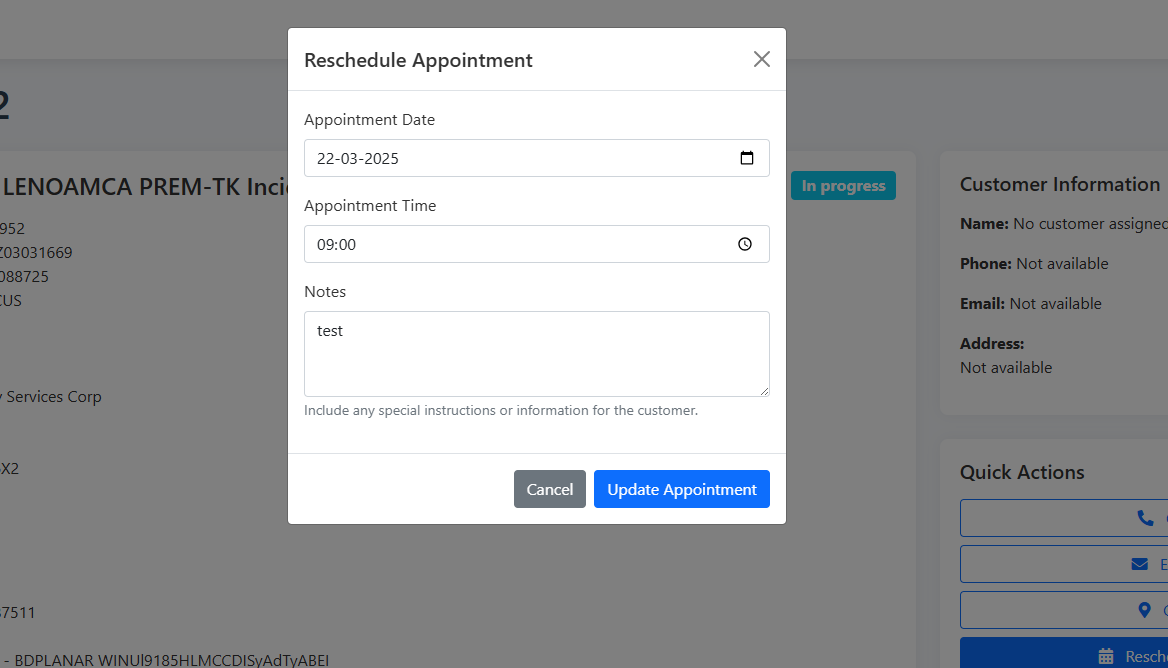 Reschedule Appointment
Appointment Date
22-03-2025
Appointment Time
09:00
Notes
test
Include any special instructions or information for the customer.
Cancel
Update Appointment
2
LENOAMCA PREM-TK Inci
952
Z03031669
088725
CUS
y Services Corp
X2
37511
In progress
Customer Information
Name: No customer assigned
Phone: Not available
Email: Not available
Address:
Not available
Quick Actions
E
Resch